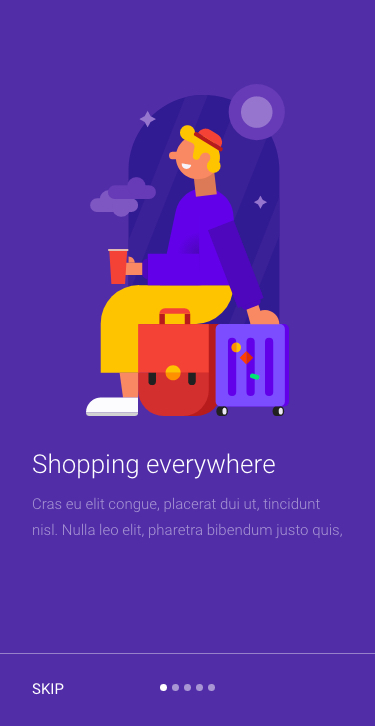 Shopping everywhere
Cras eu elit congue, placerat dui ut, tincidunt
nisl. Nulla leo elit, pharetra bibendum justo quis,
SKIP